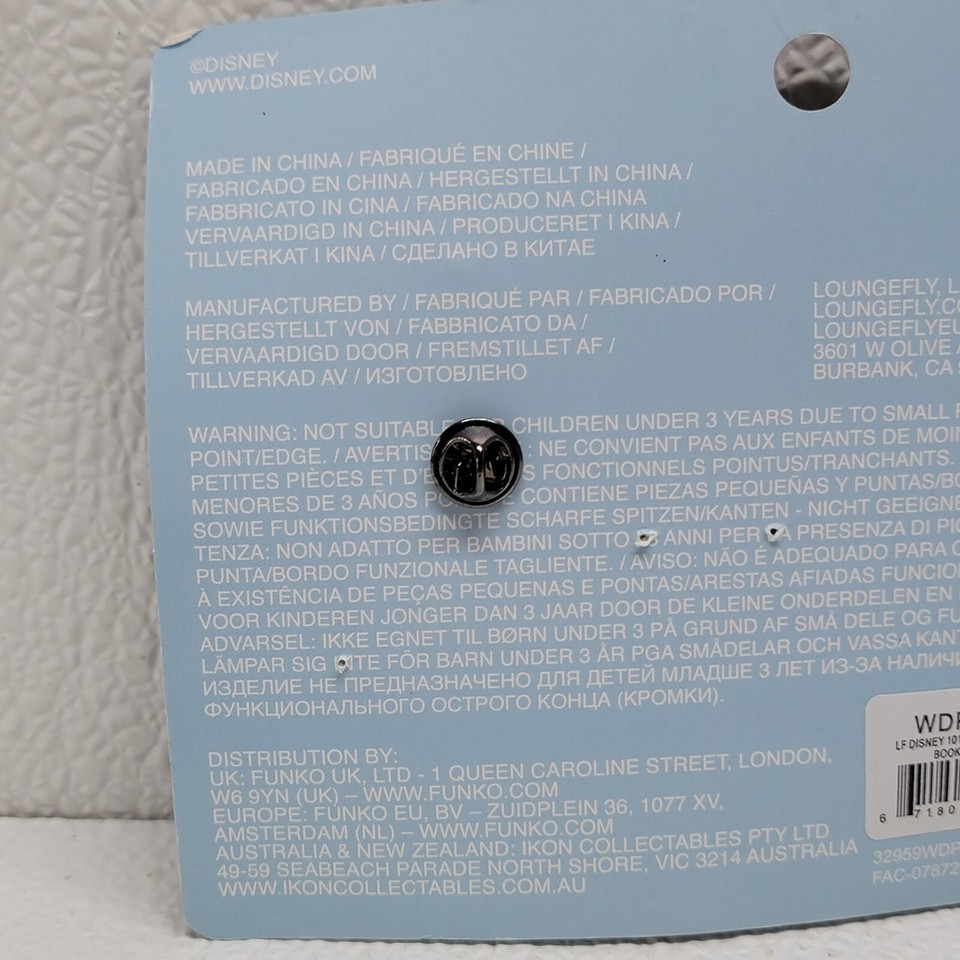 ©DISNEY
WWW.DISNEY.COM
MADE IN CHINA / FABRIQUÉ EN CHINE /
FABRICADO EN CHINA / HERGESTELLT IN CHINA /
FABBRICATO IN CINA / FABRICADO NA CHINA
VERVAARDIGD IN CHINA / PRODUCERET I KINA /
TILLVERKAT I KINA / СДЕЛАНО В КИТАЕ
MANUFACTURED BY / FABRIQUÉ PAR / FABRICADO POR /
HERGESTELLT VON / FABBRICATO DA /
VERVAARDIGD DOOR / FREMSTILLET AF /
TILLVERKAD AV / ИЗГОТОВЛЕНО
LOUNGEFLY, L
LOUNGEFLY.CO
LOUNGEFLYEU
3601 W OLIVE A
BURBANK, CA
WARNING: NOT SUITABL CHILDREN UNDER 3 YEARS DUE TO SMALL P
POINT/EDGE. / AVERTIS : NE CONVIENT PAS AUX ENFANTS DE MOIN
PETITES PIÈCES ET D'E S FONCTIONNELS POINTUS/TRANCHANTS.
MENORES DE 3 AÑOS P E CONTIENE PIEZAS PEQUEÑAS Y PUNTAS/BO
SOWIE FUNKTIONSBEDINGTE SCHARFE SPITZEN/KANTEN - NICHT GEEIGNE
TENZA: NON ADATTO PER BAMBINI SOTTO ANNI PER PRESENZA DI PIC
PUNTA/BORDO FUNZIONALE TAGLIENTE. / AVISO: NÃO É ADEQUADO PARA C
À EXISTÊNCIA DE PEÇAS PEQUENAS E PONTAS/ARESTAS AFIADAS FUNCION
VOOR KINDEREN JONGER DAN 3 JAAR DOOR DE KLEINE ONDERDELEN EN
ADVARSEL: IKKE EGNET TIL BØRN UNDER 3 PÅ GRUND AF SMÅ DELE OG FU
LÄMPAR SIG INTE FÖR BARN UNDER 3 ÅR PGA SMÅDELAR OCH VASSA KANT
ИЗДЕЛИЕ НЕ ПРЕДНАЗНАЧЕНО ДЛЯ ДЕТЕЙ МЛАДШЕ 3 ЛЕТ ИЗ-ЗА НАЛИЧИ
ФУНКЦИОНАЛЬНОГО ОСТРОГО КОНЦА (КРОМКИ).
DISTRIBUTION BY:
UK: FUNKO UK, LTD - 1 QUEEN CAROLINE STREET, LONDON,
W6 9YN (UK) – WWW.FUNKO.COM
EUROPE: FUNKO EU, BV – ZUIDPLEIN 36, 1077 XV,
AMSTERDAM (NL) – WWW.FUNKO.COM
AUSTRALIA & NEW ZEALAND: IKON COLLECTABLES PTY LTD
49-59 SEABEACH PARADE NORTH SHORE, VIC 3214 AUSTRALIA
WWW.IKONCOLLECTABLES.COM.AU
WDP
LF DISNEY 101
BOOK
6 7180
32959WDP
FAC-07872